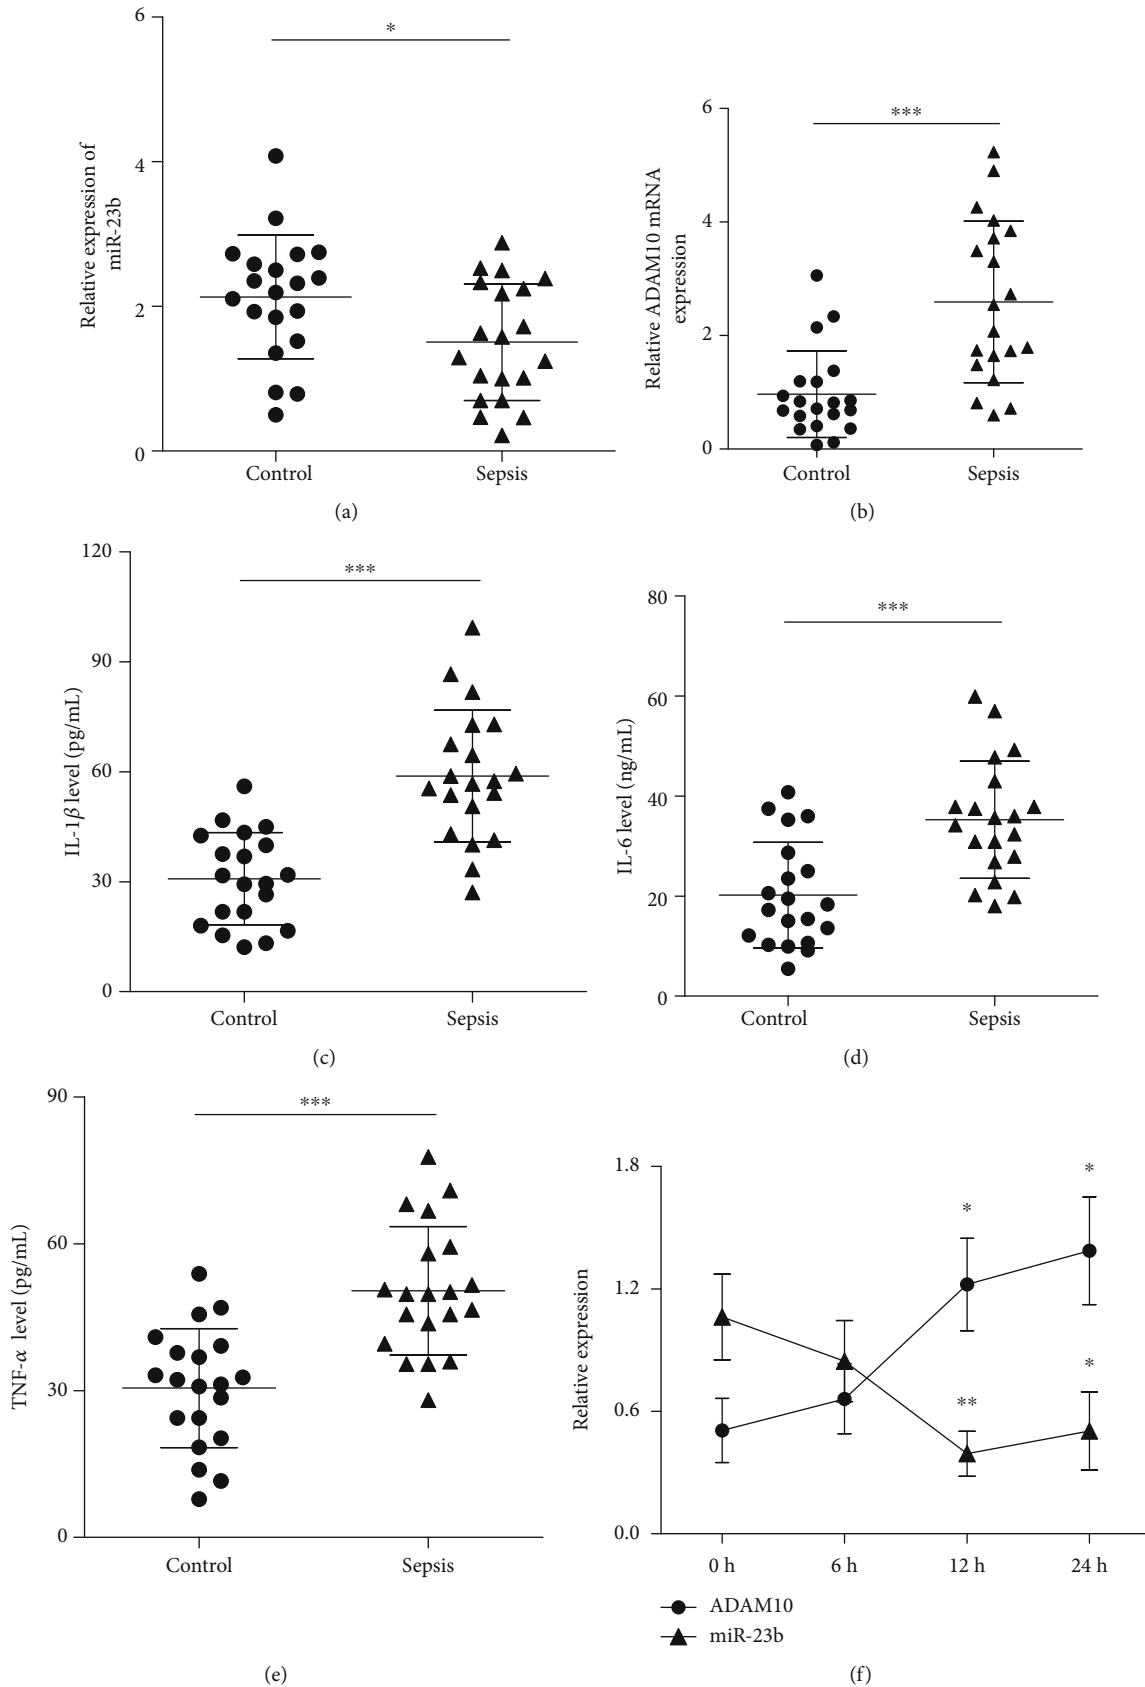 6
4
2
0
Relative expression of
miR-23b
*
Control
Sepsis
(a)
6
4
2
0
Relative ADAM10 mRNA
expression
***
Control
Sepsis
(b)
120
90
60
30
0
IL-1β level (pg/mL)
***
Control
Sepsis
(c)
80
60
40
20
0
IL-6 level (ng/mL)
***
Control
Sepsis
(d)
90
60
30
0
TNF-α level (pg/mL)
***
Control
Sepsis
(e)
1.8
1.2
0.6
0.0
Relative expression
*
*
**
*
0 h
6 h
12 h
24 h
ADAM10
miR-23b
(f)